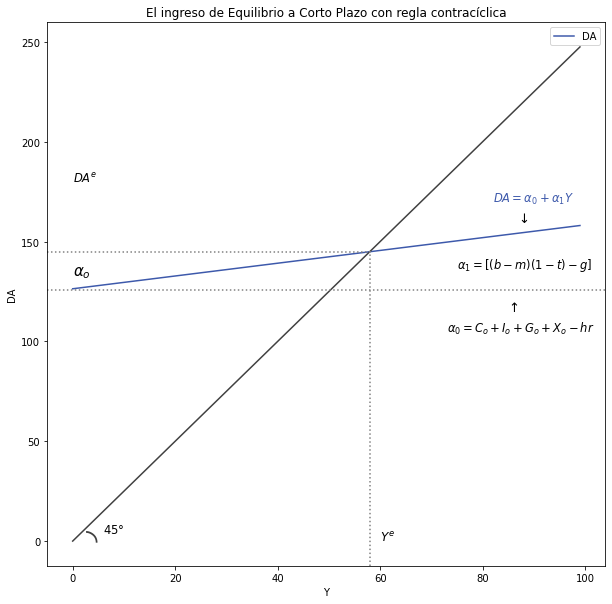 El ingreso de Equilibrio a Corto Plazo con regla contracíclica
DA
250
200
150
100
50
0
DA
DA^e
DA = α_0 + α_1Y
↓
α_o
α_1 = [(b − m)(1 − t) − g]
↑
α_0 = C_o + I_o + G_o + X_o − hr
45°
Y^e
0
20
40
60
80
100
Y